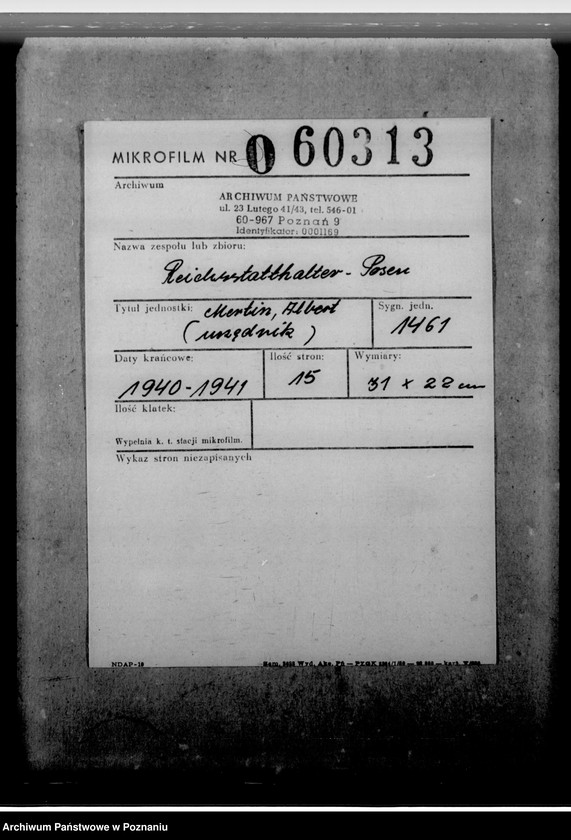 MIKROFILM NR 0 60313
Archiwum
ARCHIWUM PAŃSTWOWE
ul. 23 Lutego 41/43, tel. 546-01
60-967 Poznań 9
Identyfikator: 0001169
Nazwa zespołu lub zbioru:
Reichsstatthalter - Posen
Tytuł jednostki: Mertin, Albert
(urzędnik)
Sygn. jedn.
1461
Daty krańcowe:
1940-1941
Ilość stron:
15
Wymiary:
31 x 22 cm
Ilość klatek:
Wypełnia k. t. stacji mikrofilm.
Wykaz stron niezapisanych
NDAP-19
Archiwum Państwowe w Poznaniu